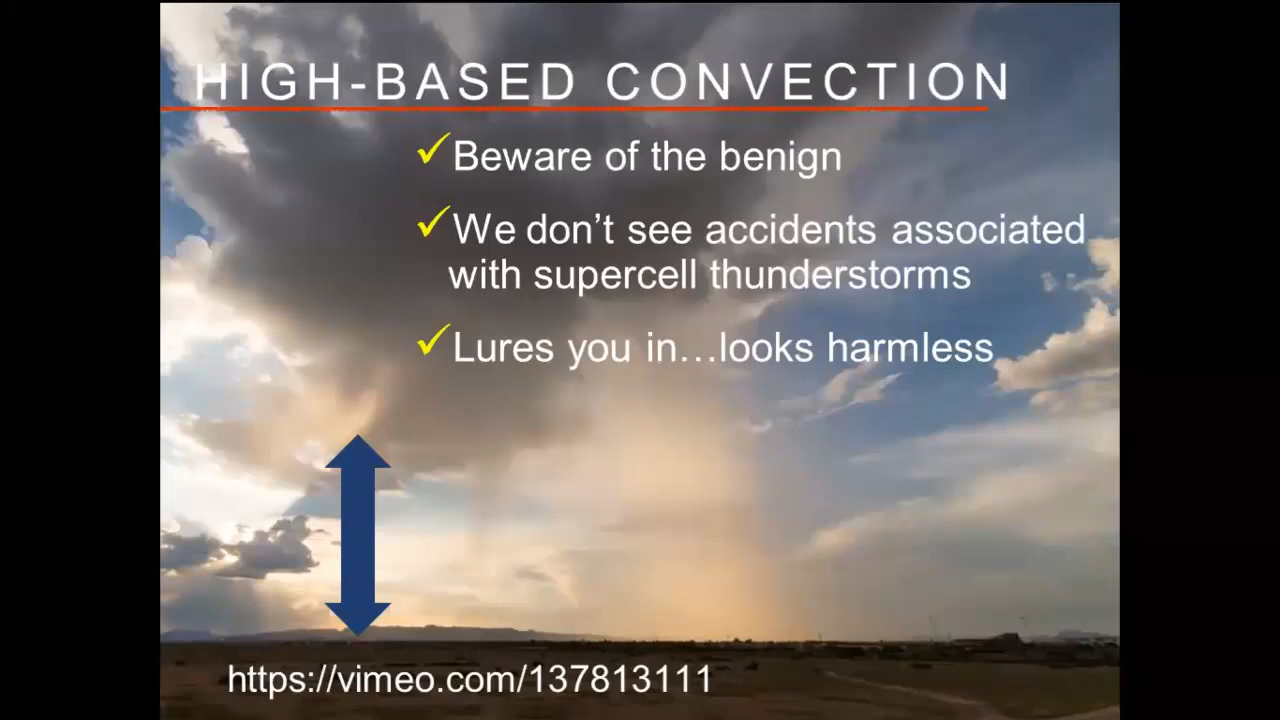 HIGH-BASED CONVECTION
✓Beware of the benign
✓We don’t see accidents associated
with supercell thunderstorms
✓Lures you in…looks harmless
https://vimeo.com/137813111